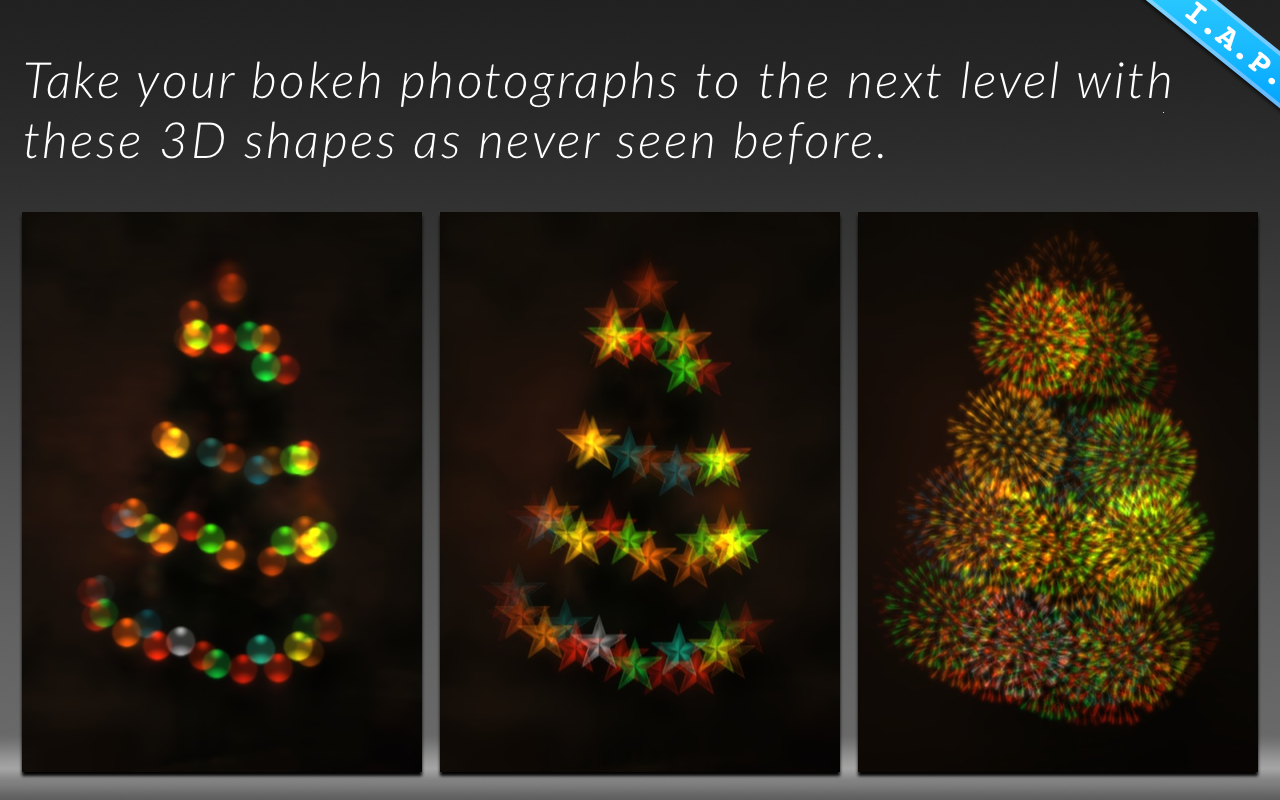 Take your bokeh photographs to the next level with
these 3D shapes as never seen before.
I.A.P.